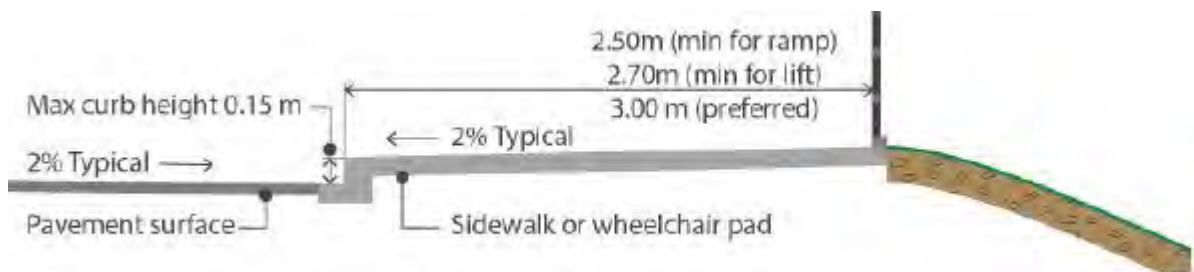 2.50m (min for ramp)
2.70m (min for lift)
3.00 m (preferred)
Max curb height 0.15 m
2% Typical
2% Typical
Pavement surface
Sidewalk or wheelchair pad